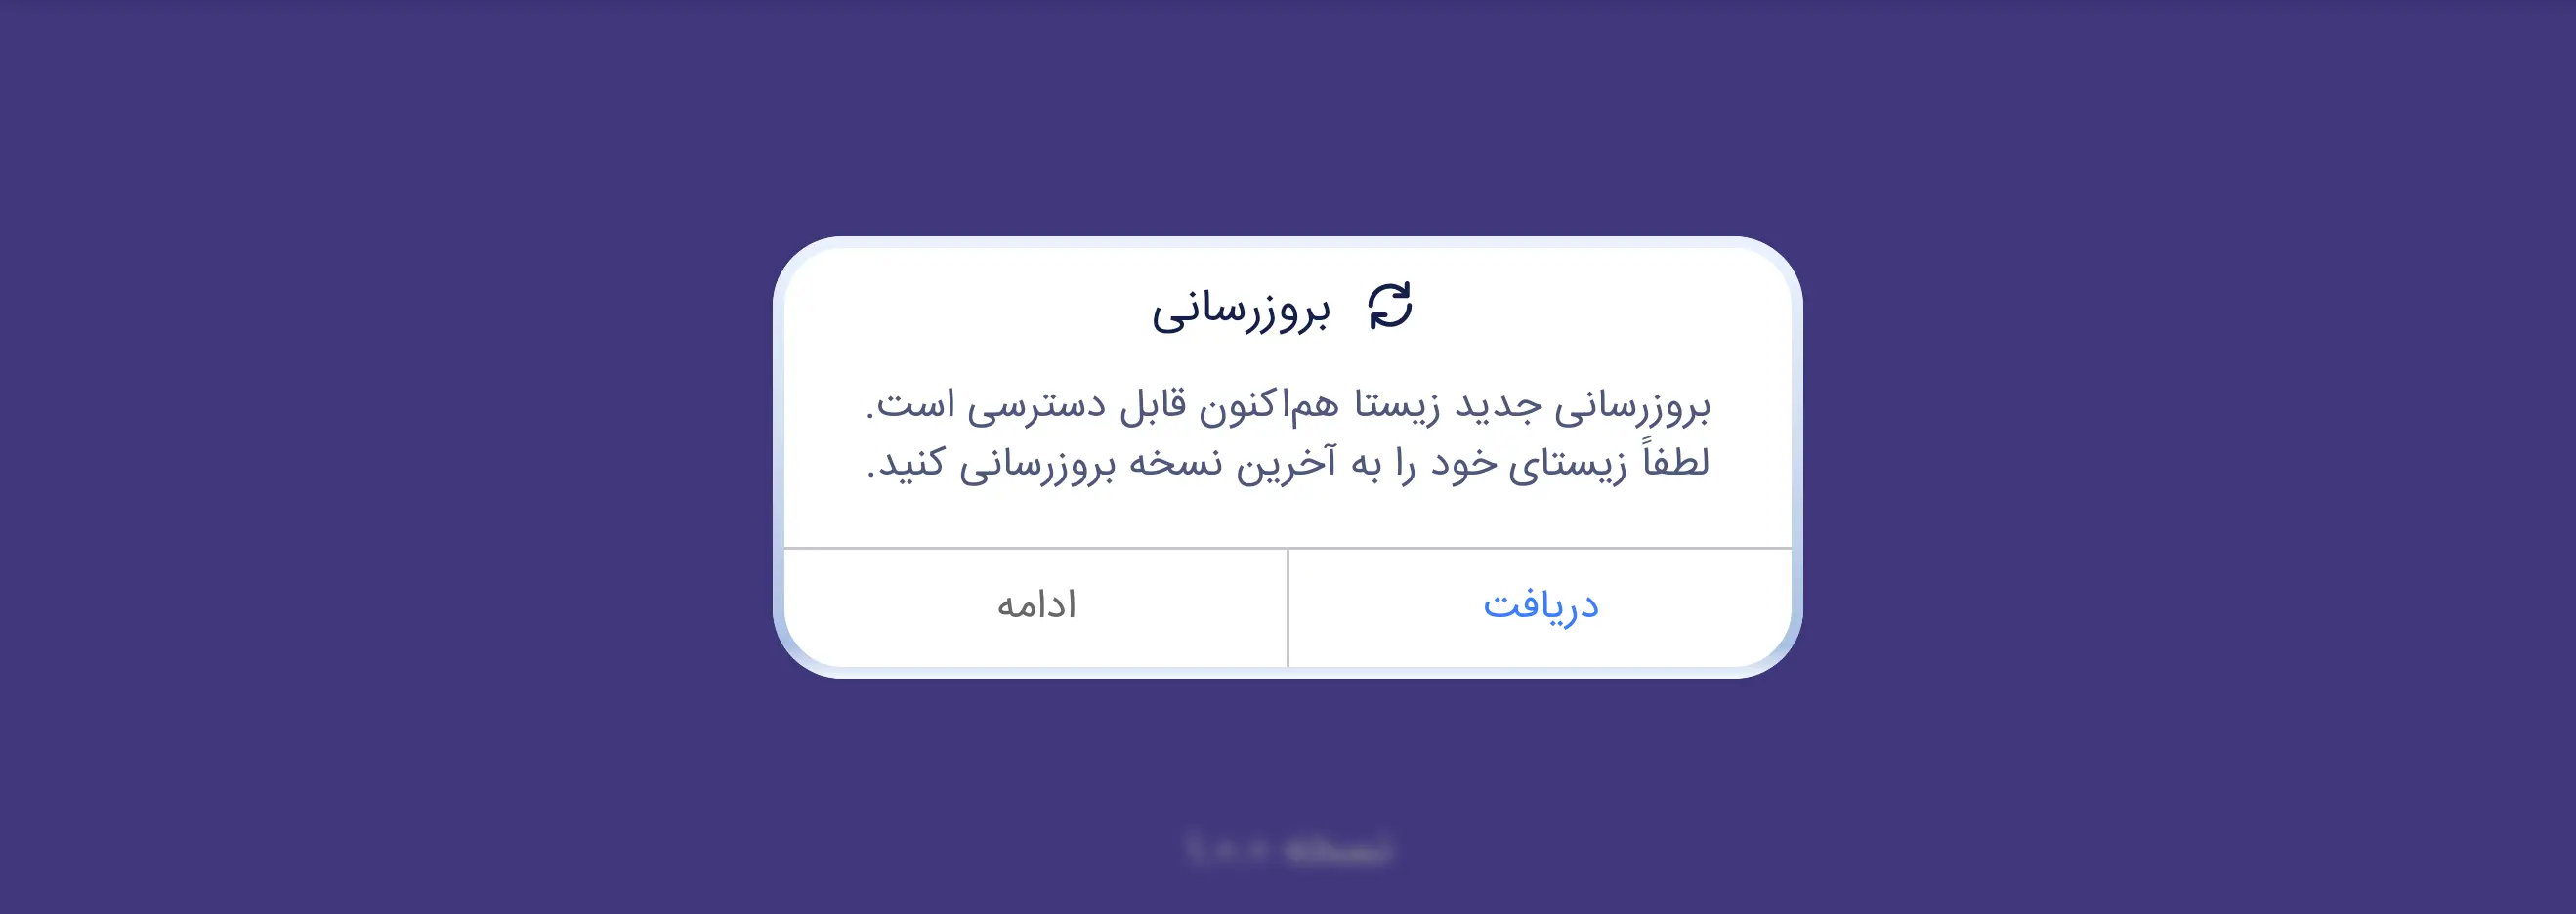 بروزرسانی
بروزرسانی جدید زیستا هم‌اکنون قابل دسترسی است.
لطفاً زیستای خود را به آخرین نسخه بروزرسانی کنید.
دریافت
ادامه
نسخه